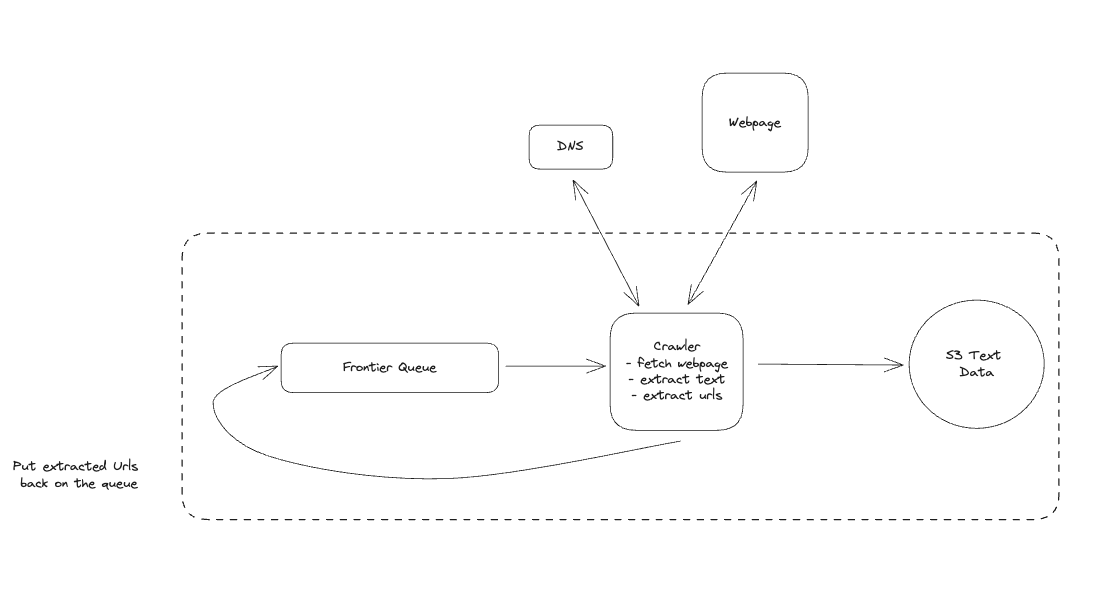 DNS
Webpage
Frontier Queue
Crawler
- fetch webpage
- extract text
- extract urls
S3 Text
Data
Put extracted Urls
back on the queue